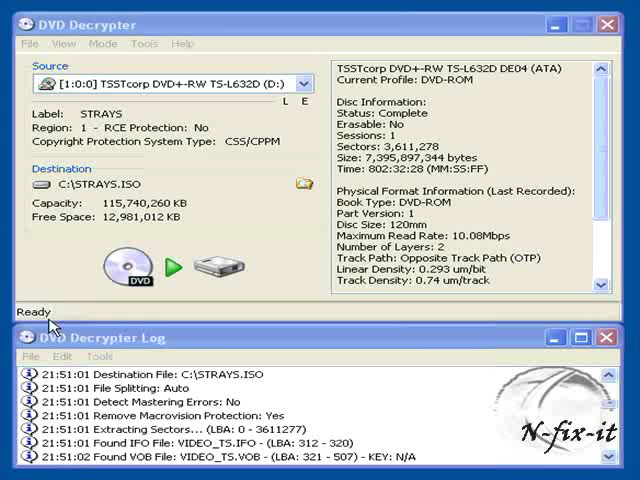 DVD Decrypter
File View Mode Tools Help
Source
[1:0:0] TSSTcorp DVD+-RW TS-L632D (D:)
L E
Label: STRAYS
Region: 1 - RCE Protection: No
Copyright Protection System Type: CSS/CPPM
Destination
C:\STRAYS.ISO
Capacity: 115,740,260 KB
Free Space: 12,981,012 KB
DVD
TSSTcorp DVD+-RW TS-L632D DE04 (ATA)
Current Profile: DVD-ROM
Disc Information:
Status: Complete
Erasable: No
Sessions: 1
Sectors: 3,611,278
Size: 7,395,897,344 bytes
Time: 802:32:28 (MM:SS:FF)
Physical Format Information (Last Recorded):
Book Type: DVD-ROM
Part Version: 1
Disc Size: 120mm
Maximum Read Rate: 10.08Mbps
Number of Layers: 2
Track Path: Opposite Track Path (OTP)
Linear Density: 0.293 um/bit
Track Density: 0.74 um/track
Ready
DVD Decrypter Log
File Edit Tools
21:51:01 Destination File: C:\STRAYS.ISO
21:51:01 File Splitting: Auto
21:51:01 Detect Mastering Errors: No
21:51:01 Remove Macrovision Protection: Yes
21:51:01 Extracting Sectors... (LBA: 0 - 3611277)
21:51:01 Found IFO File: VIDEO_TS.IFO - (LBA: 312 - 320)
21:51:02 Found VOB File: VIDEO_TS.VOB - (LBA: 321 - 507) - KEY: N/A
N-fix-it